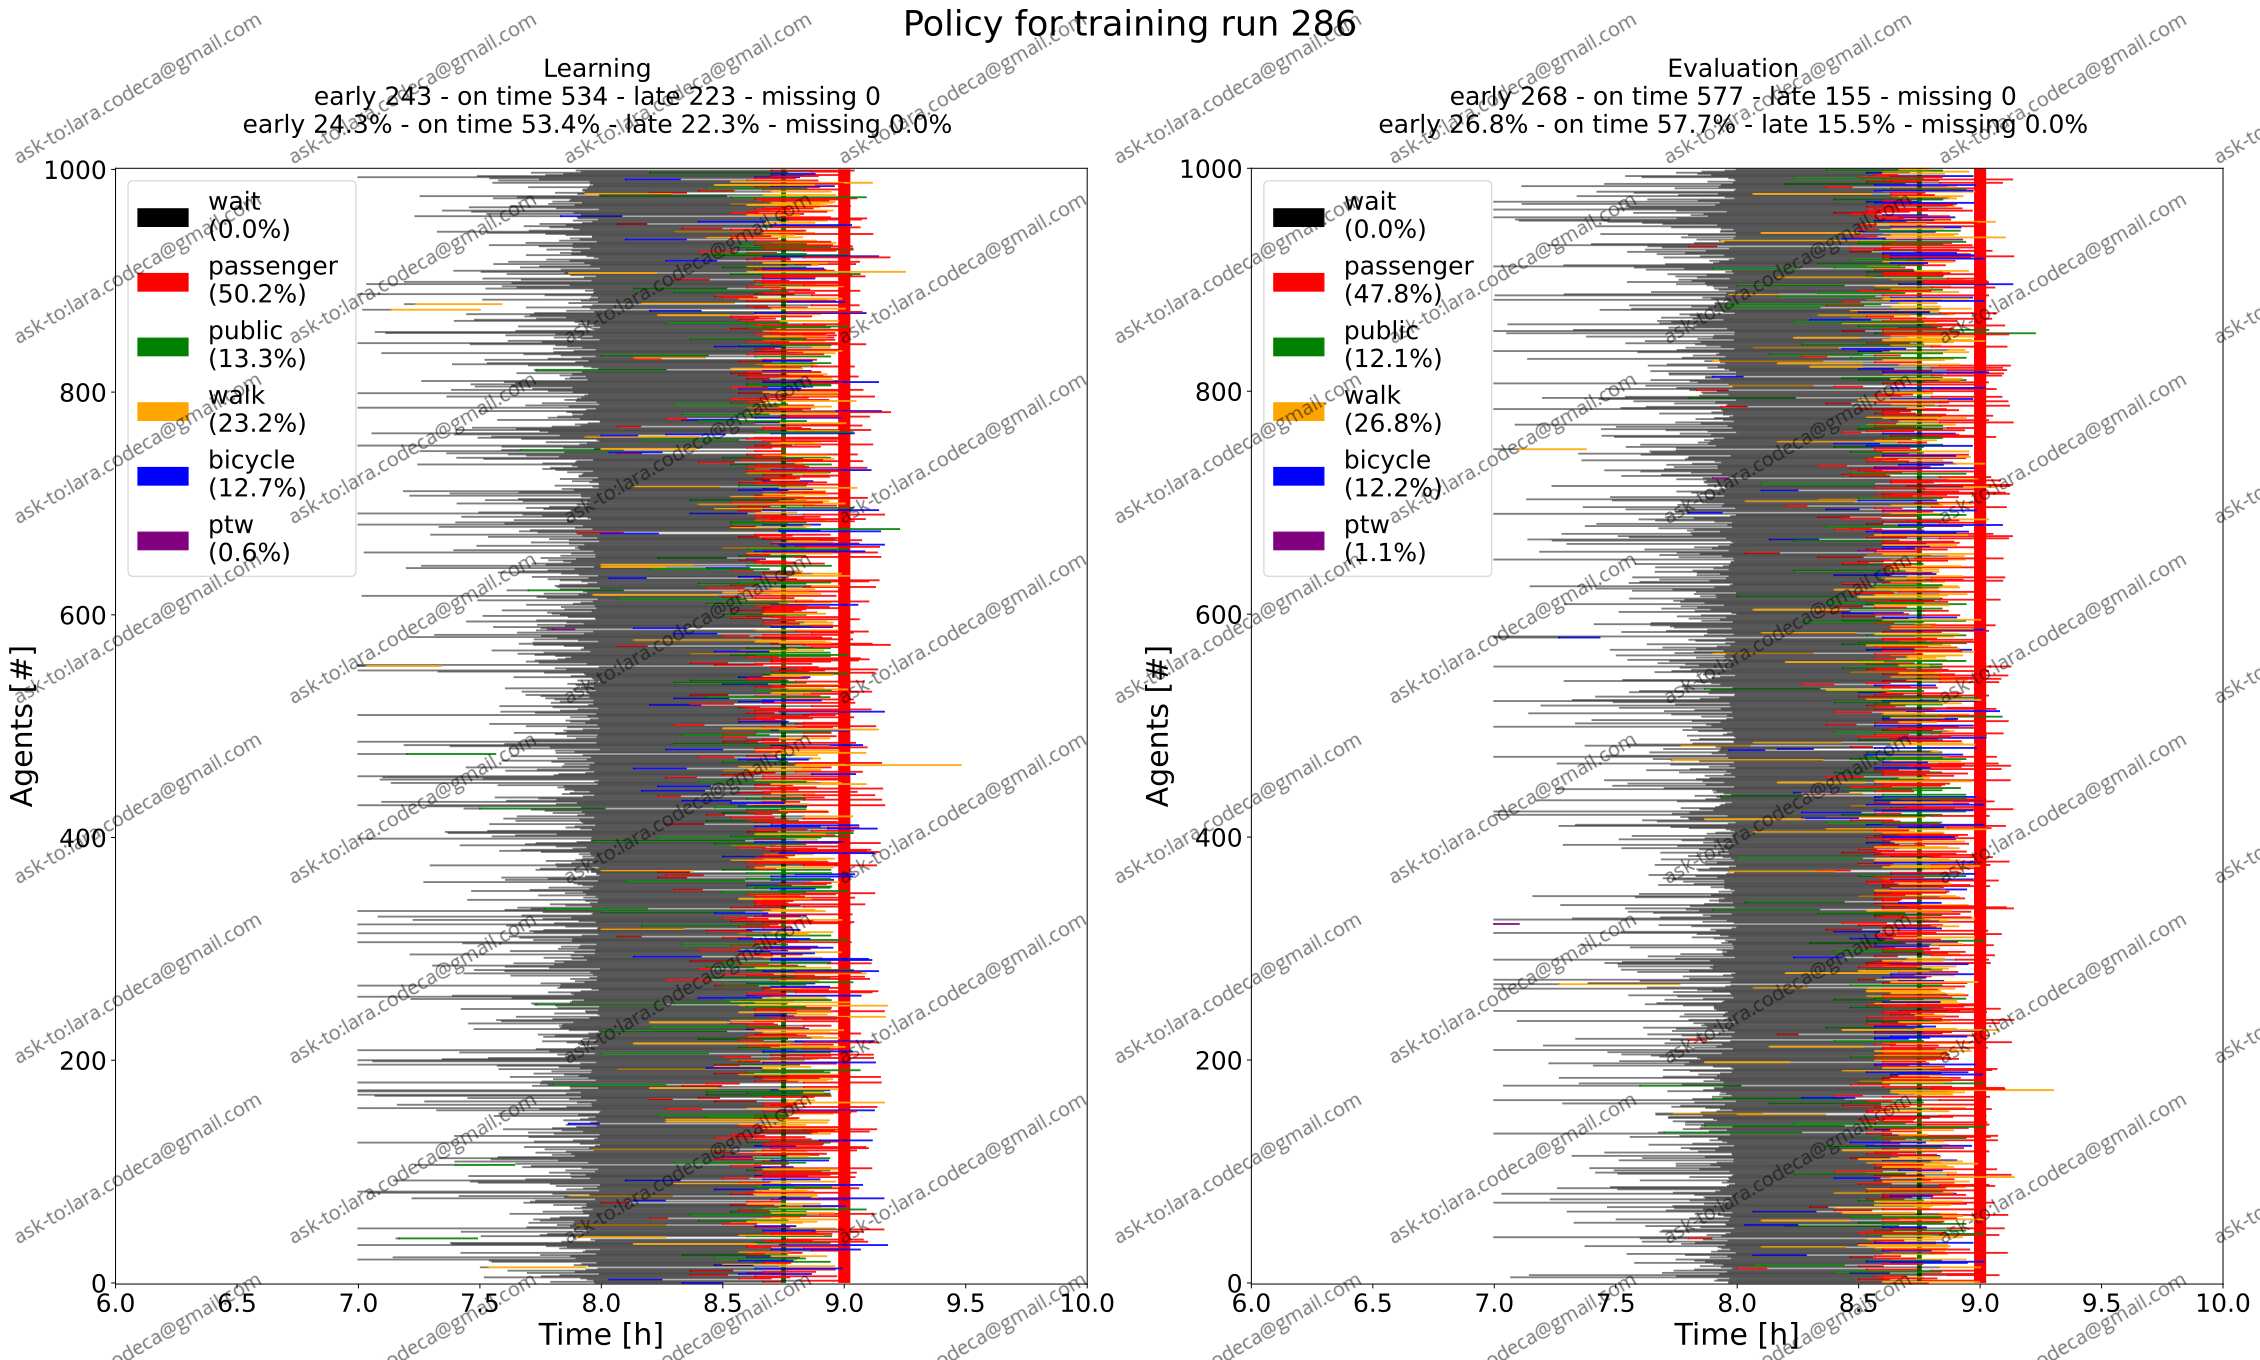 Policy for training run 286
Learning
early 243 - on time 534 - late 223 - missing 0
early 24.3% - on time 53.4% - late 22.3% - missing 0.0%
1000
800
600
400
200
0
Agents [#]
wait
(0.0%)
passenger
(50.2%)
public
(13.3%)
walk
(23.2%)
bicycle
(12.7%)
ptw
(0.6%)
6.0 6.5 7.0 7.5 8.0 8.5 9.0 9.5 10.0
Time [h]
Evaluation
early 268 - on time 577 - late 155 - missing 0
early 26.8% - on time 57.7% - late 15.5% - missing 0.0%
1000
800
600
400
200
0
Agents [#]
wait
(0.0%)
passenger
(47.8%)
public
(12.1%)
walk
(26.8%)
bicycle
(12.2%)
ptw
(1.1%)
6.0 6.5 7.0 7.5 8.0 8.5 9.0 9.5 10.0
Time [h]
ask-to:lara.codeca@gmail.com